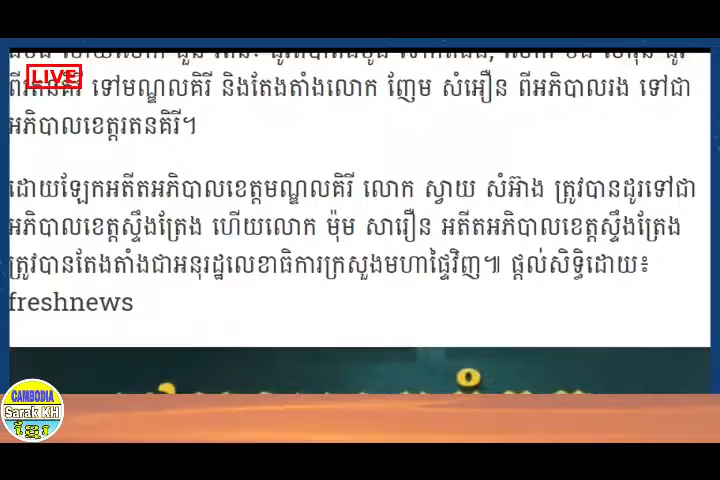 LIVE
ពីរតនគិរី ទៅមណ្ឌលគិរី និងតែងតាំងលោក ញែម សំអឿន ពីអភិបាលរង ទៅជា
អភិបាលខេត្តរតនគិរី។
ដោយឡែកអតីតអភិបាលខេត្តមណ្ឌលគិរី លោក ស្វាយ សំអ៊ាង ត្រូវបានដូរទៅជា
អភិបាលខេត្តស្ទឹងត្រែង ហើយលោក ម៉ុម សារឿន អតីតអភិបាលខេត្តស្ទឹងត្រែង
ត្រូវបានតែងតាំងជាអនុរដ្ឋលេខាធិការក្រសួងមហាផ្ទៃវិញ៕ ផ្តល់សិទ្ធិដោយ៖
freshnews
CAMBODIA
Sarak KH
ខ្មែរ